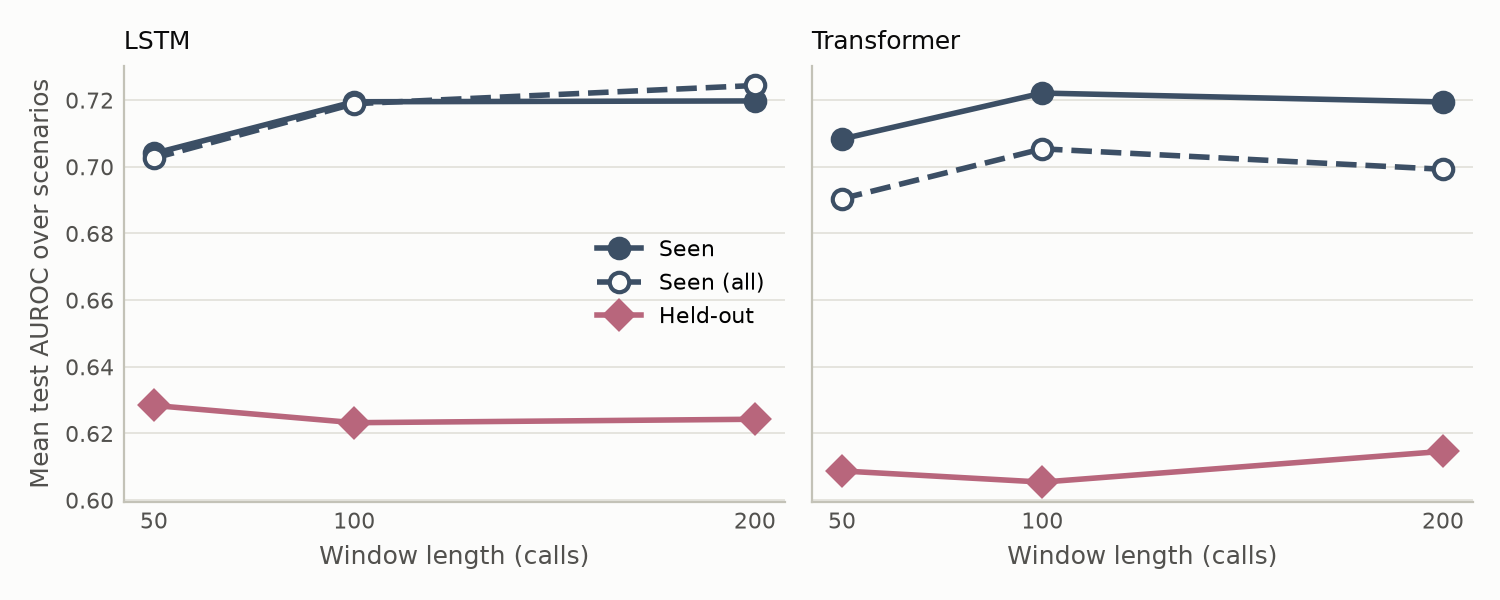 LSTM
Transformer
Mean test AUROC over scenarios
0.72
0.70
0.68
0.66
0.64
0.62
0.60
Seen
Seen (all)
Held-out
50
100
200
50
100
200
Window length (calls)
Window length (calls)